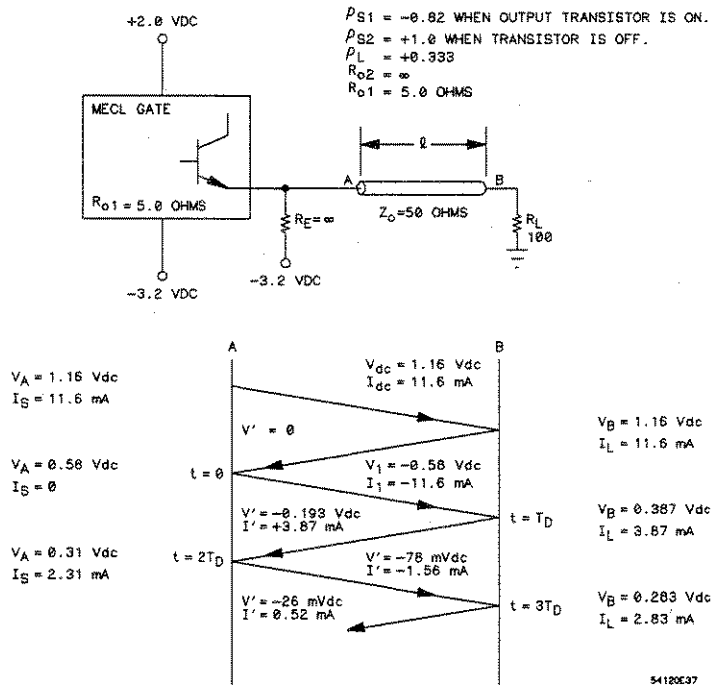 ρS1 = −0.82 WHEN OUTPUT TRANSISTOR IS ON.
ρS2 = +1.0 WHEN TRANSISTOR IS OFF.
ρL = +0.333
Ro2 = ∞
Ro1 = 5.0 OHMS
+2.0 VDC
MECL GATE
Ro1 = 5.0 OHMS
−3.2 VDC
RE = ∞
−3.2 VDC
ℓ
A
B
Zo = 50 OHMS
RL
100
A
B
VA = 1.16 Vdc
IS = 11.6 mA
Vdc = 1.16 Vdc
Idc = 11.6 mA
V' = 0
VB = 1.16 Vdc
IL = 11.6 mA
VA = 0.58 Vdc
IS = 0
t = 0
V1 = −0.58 Vdc
I1 = −11.6 mA
V' = −0.193 Vdc
I' = +3.87 mA
t = TD
VB = 0.387 Vdc
IL = 3.87 mA
VA = 0.31 Vdc
IS = 2.31 mA
t = 2TD
V' = −78 mVdc
I' = −1.56 mA
V' = −26 mVdc
I' = 0.52 mA
t = 3TD
VB = 0.283 Vdc
IL = 2.83 mA
54120E37